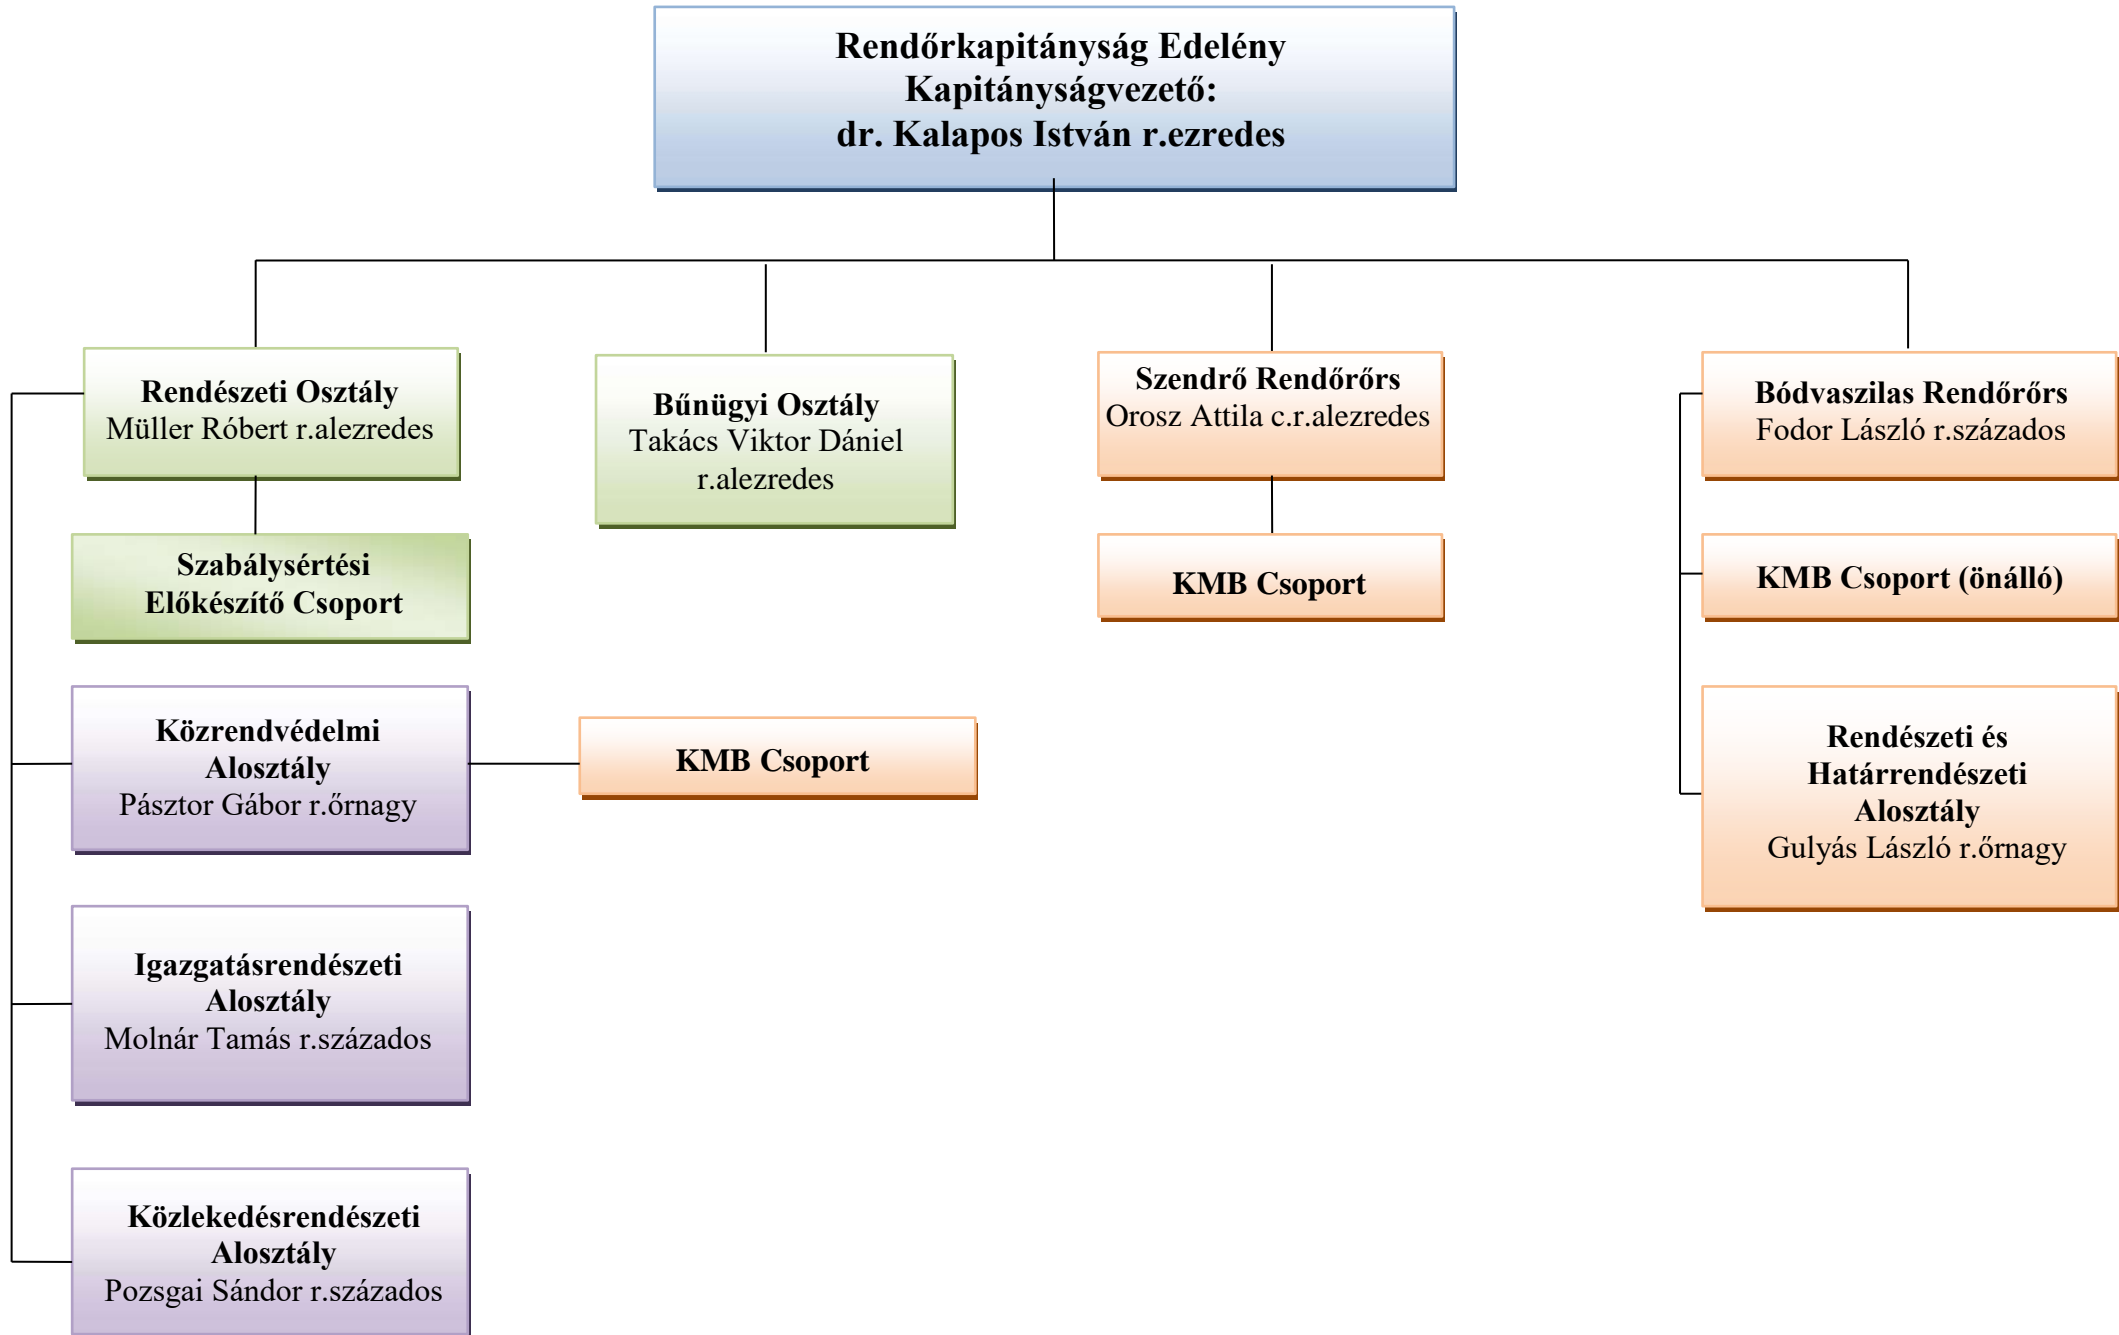 Rendőrkapitányság Edelény
Kapitányságvezető:
dr. Kalapos István r.ezredes
Rendészeti Osztály
Müller Róbert r.alezredes
Bűnügyi Osztály
Takács Viktor Dániel
r.alezredes
Szendrő Rendőrőrs
Orosz Attila c.r.alezredes
Bódvaszilas Rendőrőrs
Fodor László r.százados
Szabálysértési
Előkészítő Csoport
KMB Csoport
KMB Csoport (önálló)
Közrendvédelmi
Alosztály
Pásztor Gábor r.őrnagy
KMB Csoport
Rendészeti és
Határrendészeti
Alosztály
Gulyás László r.őrnagy
Igazgatásrendészeti
Alosztály
Molnár Tamás r.százados
Közlekedésrendészeti
Alosztály
Pozsgai Sándor r.százados